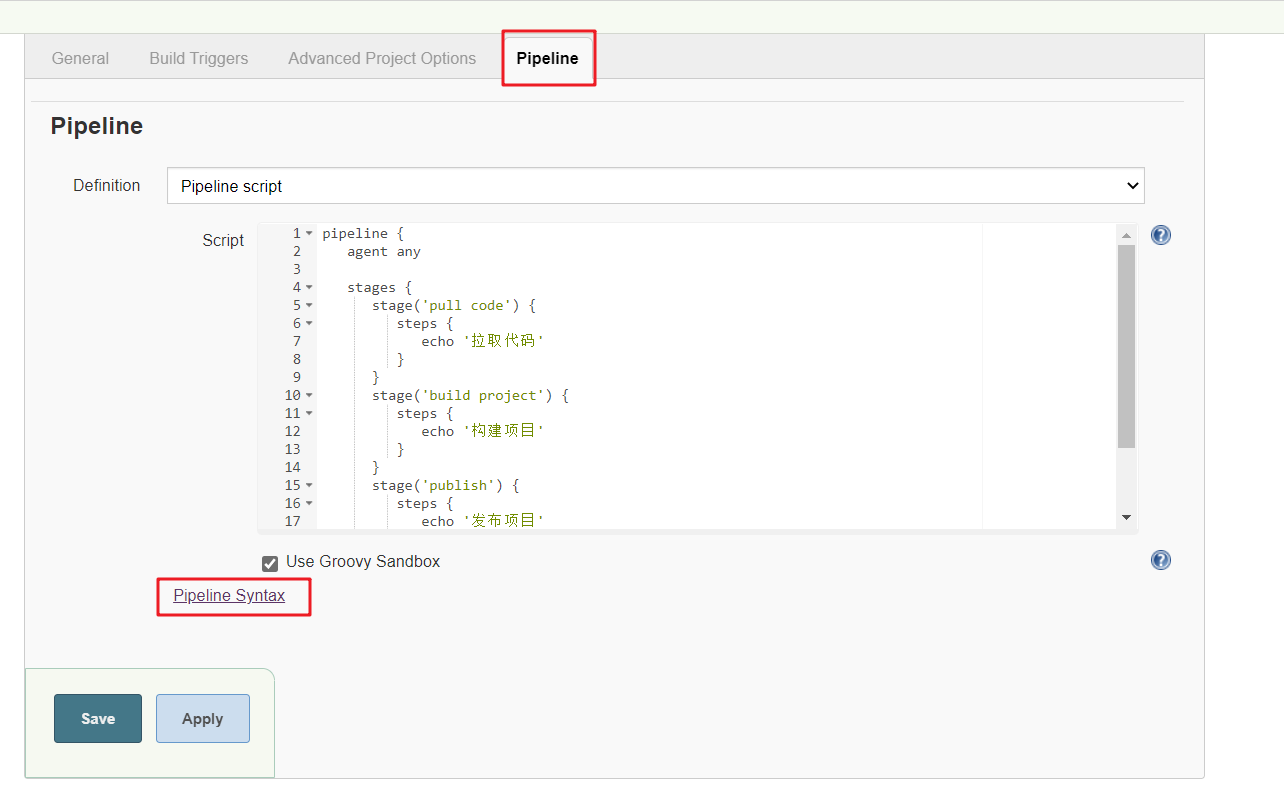 General Build Triggers Advanced Project Options Pipeline
Pipeline
Definition Pipeline script
Script
1 pipeline {
2 agent any
3
4 stages {
5 stage('pull code') {
6 steps {
7 echo '拉取代码'
8 }
9 }
10 stage('build project') {
11 steps {
12 echo '构建项目'
13 }
14 }
15 stage('publish') {
16 steps {
17 echo '发布项目'
Use Groovy Sandbox
Pipeline Syntax
Save Apply